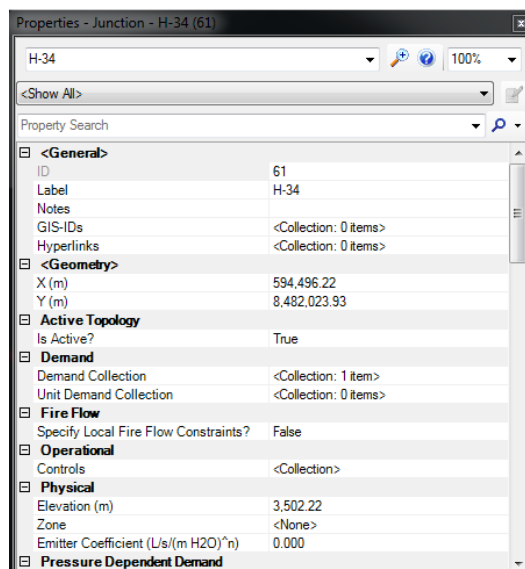 Properties - Junction - H-34 (61)
H-34 100%
<Show All>
Property Search
<General>
ID 61
Label H-34
Notes
GIS-IDs <Collection: 0 items>
Hyperlinks <Collection: 0 items>
<Geometry>
X (m) 594,496.22
Y (m) 8,482,023.93
Active Topology
Is Active? True
Demand
Demand Collection <Collection: 1 item>
Unit Demand Collection <Collection: 0 items>
Fire Flow
Specify Local Fire Flow Constraints? False
Operational
Controls <Collection>
Physical
Elevation (m) 3,502.22
Zone <None>
Emitter Coefficient (L/s/(m H2O)^n) 0.000
Pressure Dependent Demand